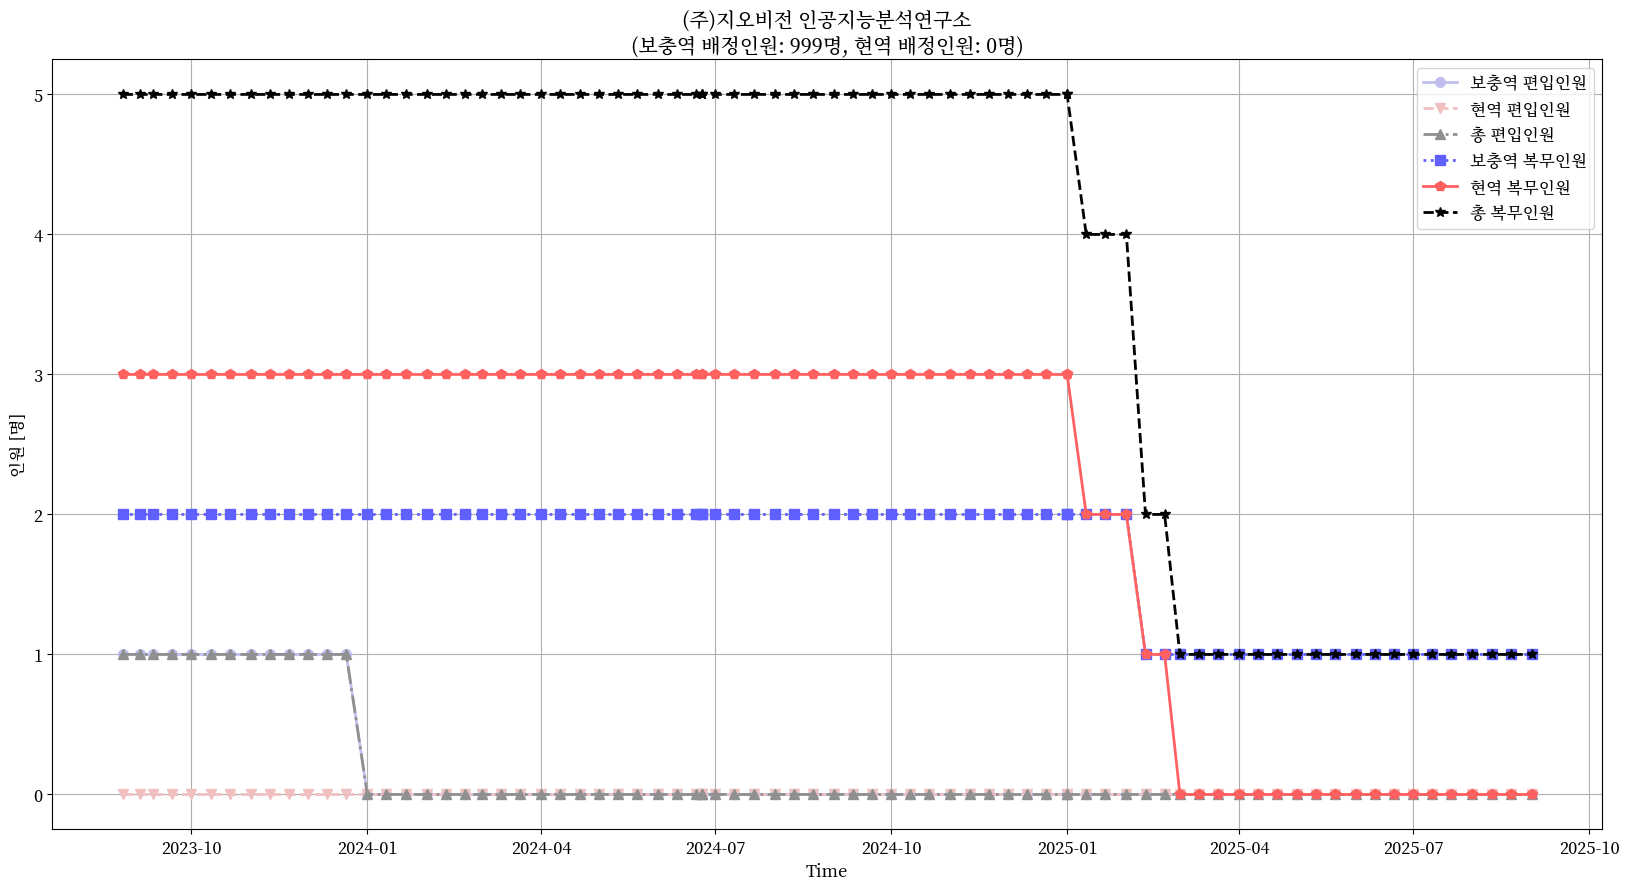 (주)지오비전 인공지능분석연구소
(보충역 배정인원: 999명, 현역 배정인원: 0명)
보충역 편입인원
현역 편입인원
총 편입인원
보충역 복무인원
현역 복무인원
총 복무인원
5
4
3
2
1
0
인원 [명]
2023-10
2024-01
2024-04
2024-07
2024-10
2025-01
2025-04
2025-07
2025-10
Time